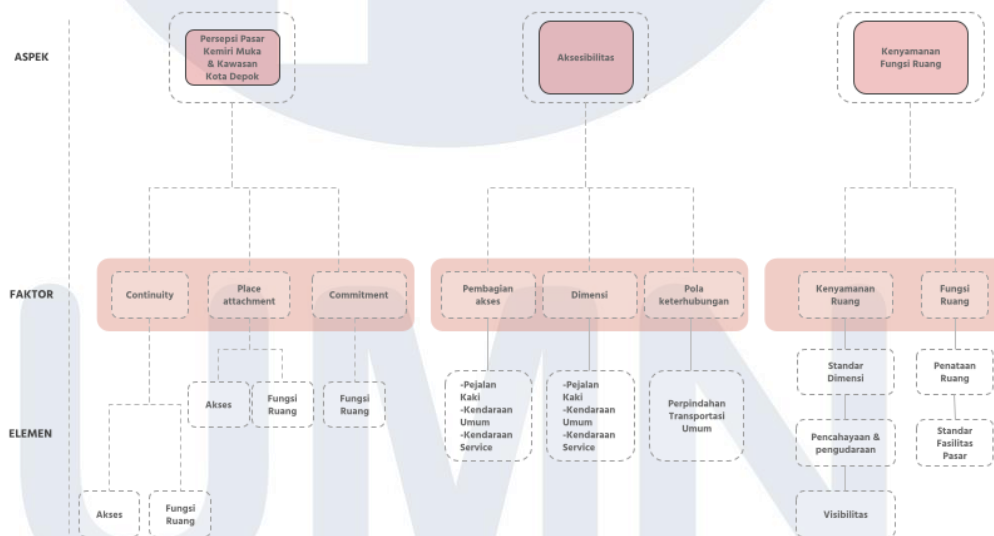 ASPEK
Persepsi Pasar
Kemiri Muka
& Kawasan
Kota Depok
Aksesibilitas
Kenyamanan
Fungsi Ruang
FAKTOR
Continuity
Place
attachment
Commitment
Pembagian
akses
Dimensi
Pola
keterhubungan
Kenyamanan
Ruang
Fungsi
Ruang
ELEMEN
Akses
Fungsi
Ruang
Akses
Fungsi
Ruang
Fungsi
Ruang
-Pejalan
Kaki
-Kendaraan
Umum
-Kendaraan
Service
-Pejalan
Kaki
-Kendaraan
Umum
-Kendaraan
Service
Perpindahan
Transportasi
Umum
Standar
Dimensi
Pencahayaan &
pengudaraan
Visibilitas
Penataan
Ruang
Standar
Fasilitas
Pasar
UMN